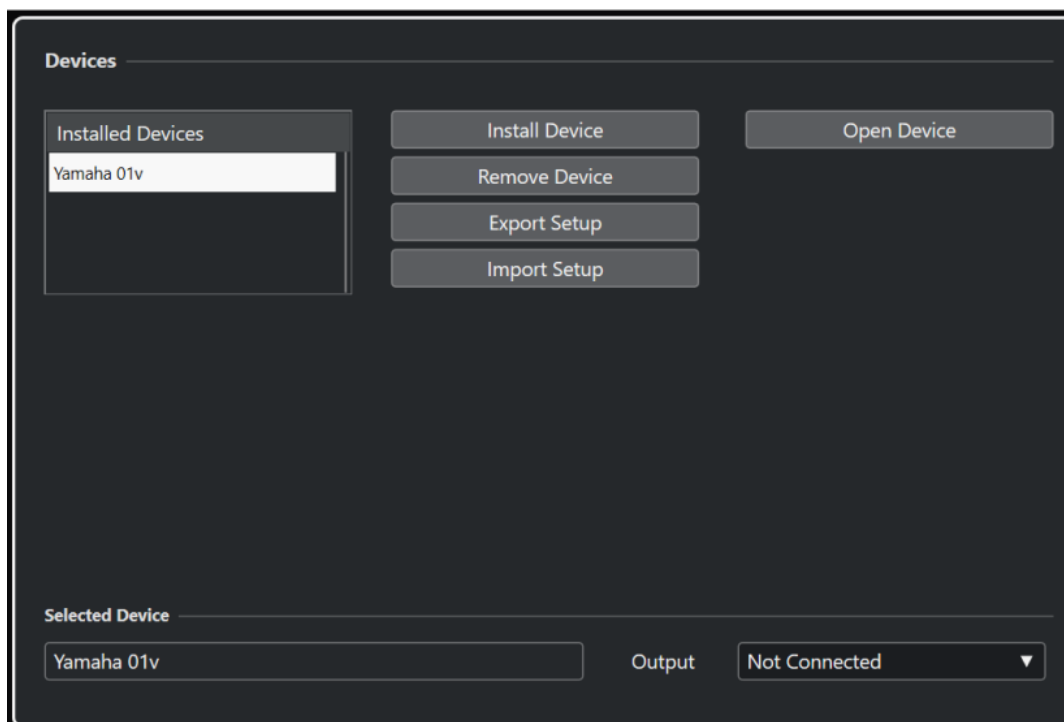 Devices
Installed Devices
Yamaha 01v
Install Device
Remove Device
Export Setup
Import Setup
Open Device
Selected Device
Yamaha 01v
Output
Not Connected